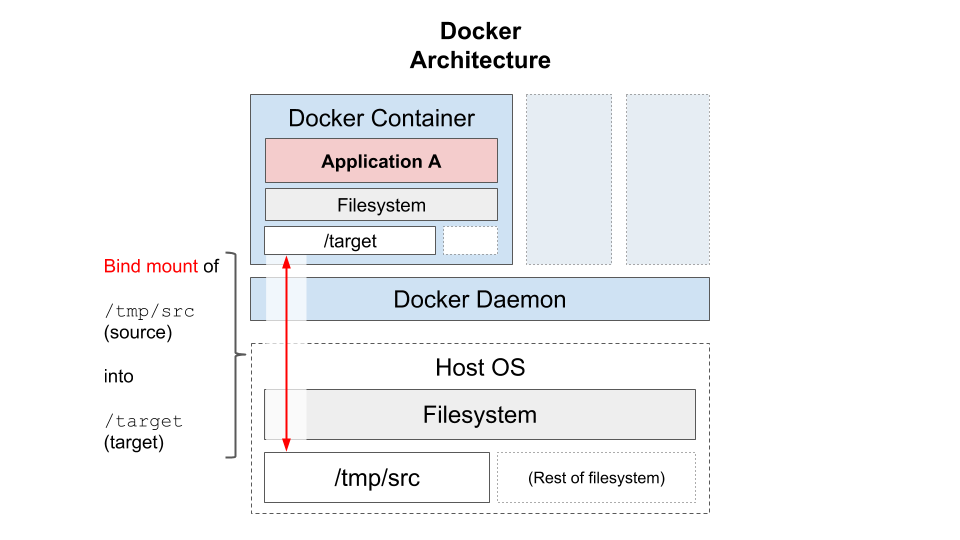 Docker
Architecture
Docker Container
Application A
Filesystem
/target
Bind mount of
/tmp/src
(source)
into
/target
(target)
Docker Daemon
Host OS
Filesystem
/tmp/src
(Rest of filesystem)